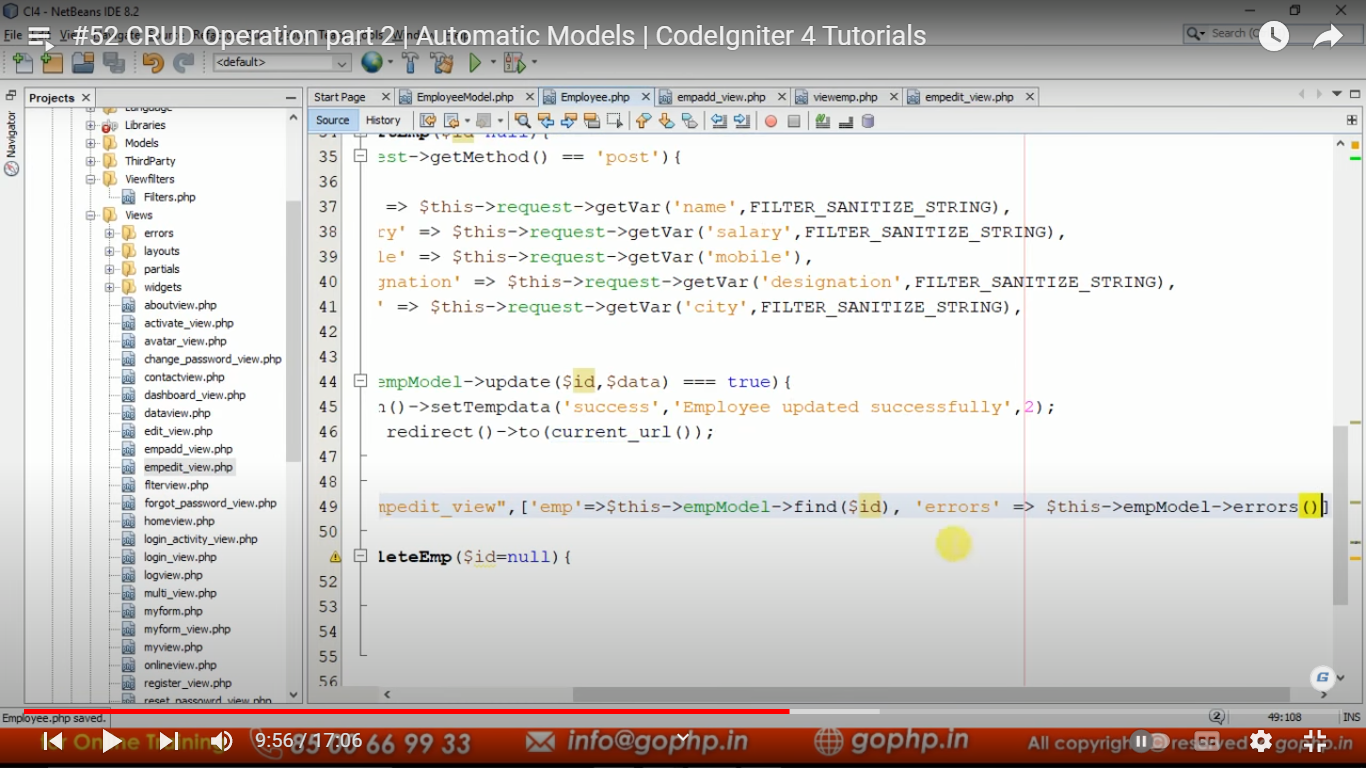 CI4 - NetBeans IDE 8.2
#52 CRUD Operation part 2 | Automatic Models | CodeIgniter 4 Tutorials
File
Search (C
<default>
Projects
Navigator
Start Page
EmployeeModel.php
Employee.php
empadd_view.php
viewemp.php
empedit_view.php
Source
History
Language
Libraries
Models
ThirdParty
Viewfilters
Filters.php
Views
errors
layouts
partials
widgets
aboutview.php
activate_view.php
avatar_view.php
change_password_view.php
contactview.php
dashboard_view.php
dataview.php
edit_view.php
empadd_view.php
empedit_view.php
flterview.php
forgot_password_view.php
homeview.php
login_activity_view.php
login_view.php
logview.php
multi_view.php
myform.php
myform_view.php
myview.php
onlineview.php
register_view.php
reset_passowrd_view.php
34
35 est->getMethod() == 'post'){
36
37 => $this->request->getVar('name',FILTER_SANITIZE_STRING),
38 ry' => $this->request->getVar('salary',FILTER_SANITIZE_STRING),
39 le' => $this->request->getVar('mobile'),
40 gnation' => $this->request->getVar('designation',FILTER_SANITIZE_STRING),
41 ' => $this->request->getVar('city',FILTER_SANITIZE_STRING),
42
43
44 empModel->update($id,$data) === true){
45 n()->setTempdata('success','Employee updated successfully',2);
46 redirect()->to(current_url());
47
48
49 mpedit_view",['emp'=>$this->empModel->find($id), 'errors' => $this->empModel->errors()]
50
leteEmp($id=null){
52
53
54
55
56
G
Employee.php saved.
2
49:108
INS
for Online Training
9:56 / 17:06
85 00 66 99 33
info@gophp.in
gophp.in
All copyrights reserved
CC
gophp.in